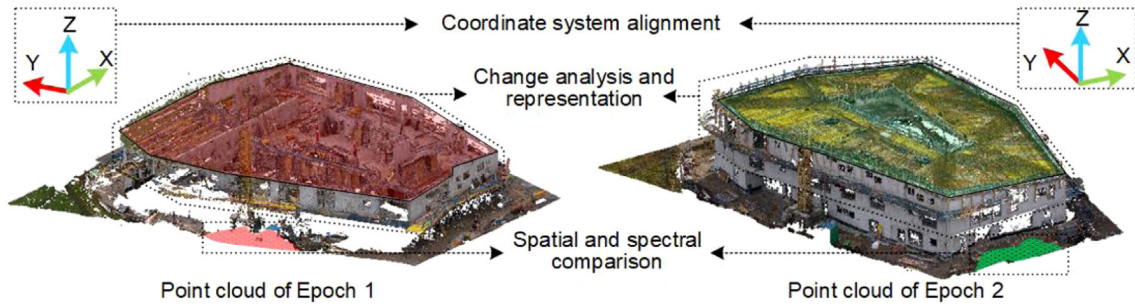 Coordinate system alignment
Z
Y
X
Z
Y
X
Change analysis and
representation
Spatial and spectral
comparison
Point cloud of Epoch 1
Point cloud of Epoch 2